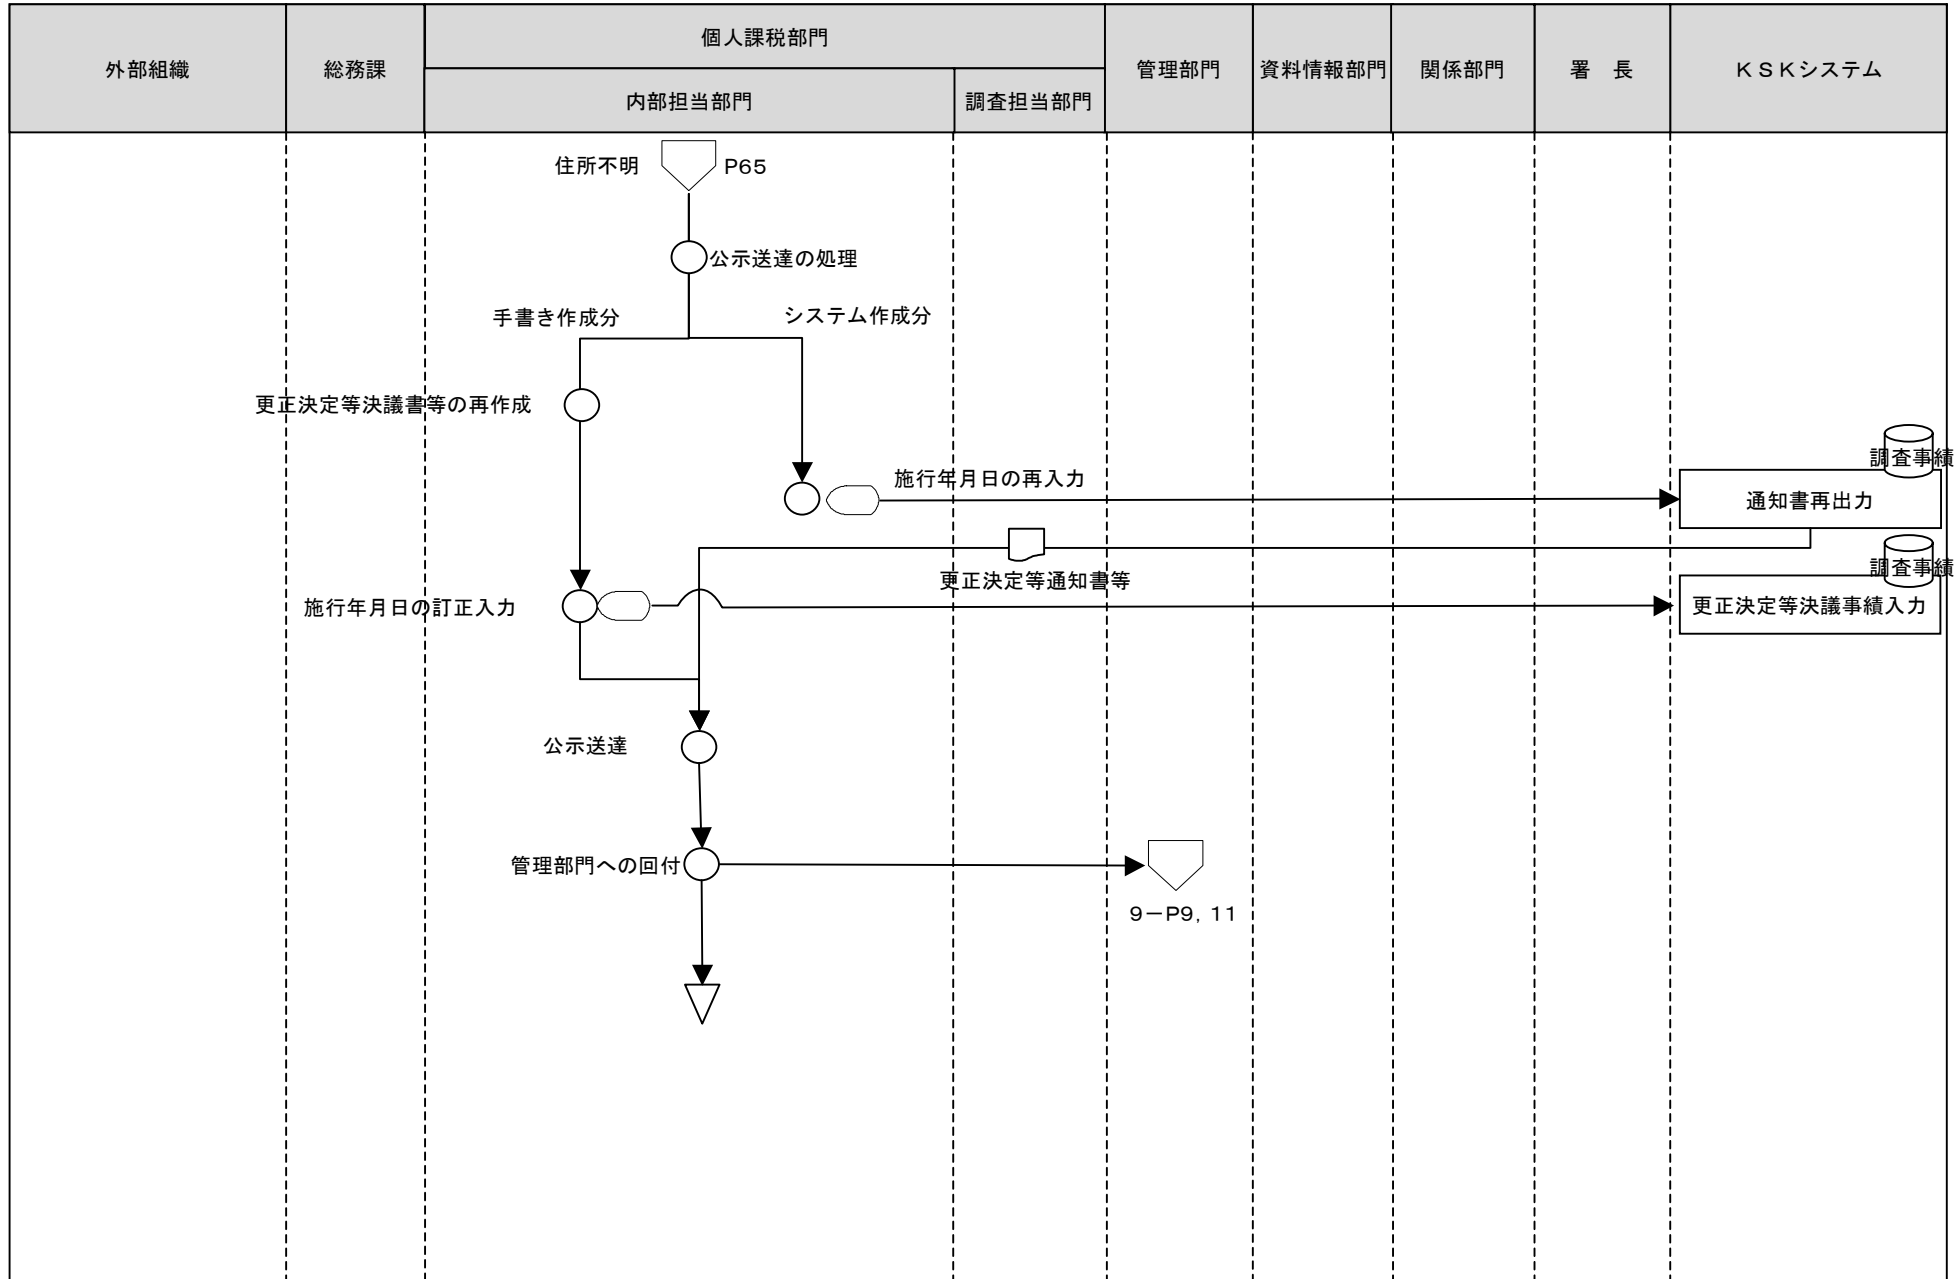 外部組織
総務課
個人課税部門
内部担当部門
調査担当部門
管理部門
資料情報部門
関係部門
署　長
ＫＳＫシステム
住所不明
P65
公示送達の処理
手書き作成分
システム作成分
更正決定等決議書等の再作成
調査事績
施行年月日の再入力
通知書再出力
調査事績
更正決定等通知書等
施行年月日の訂正入力
更正決定等決議事績入力
公示送達
管理部門への回付
9－P9, 11